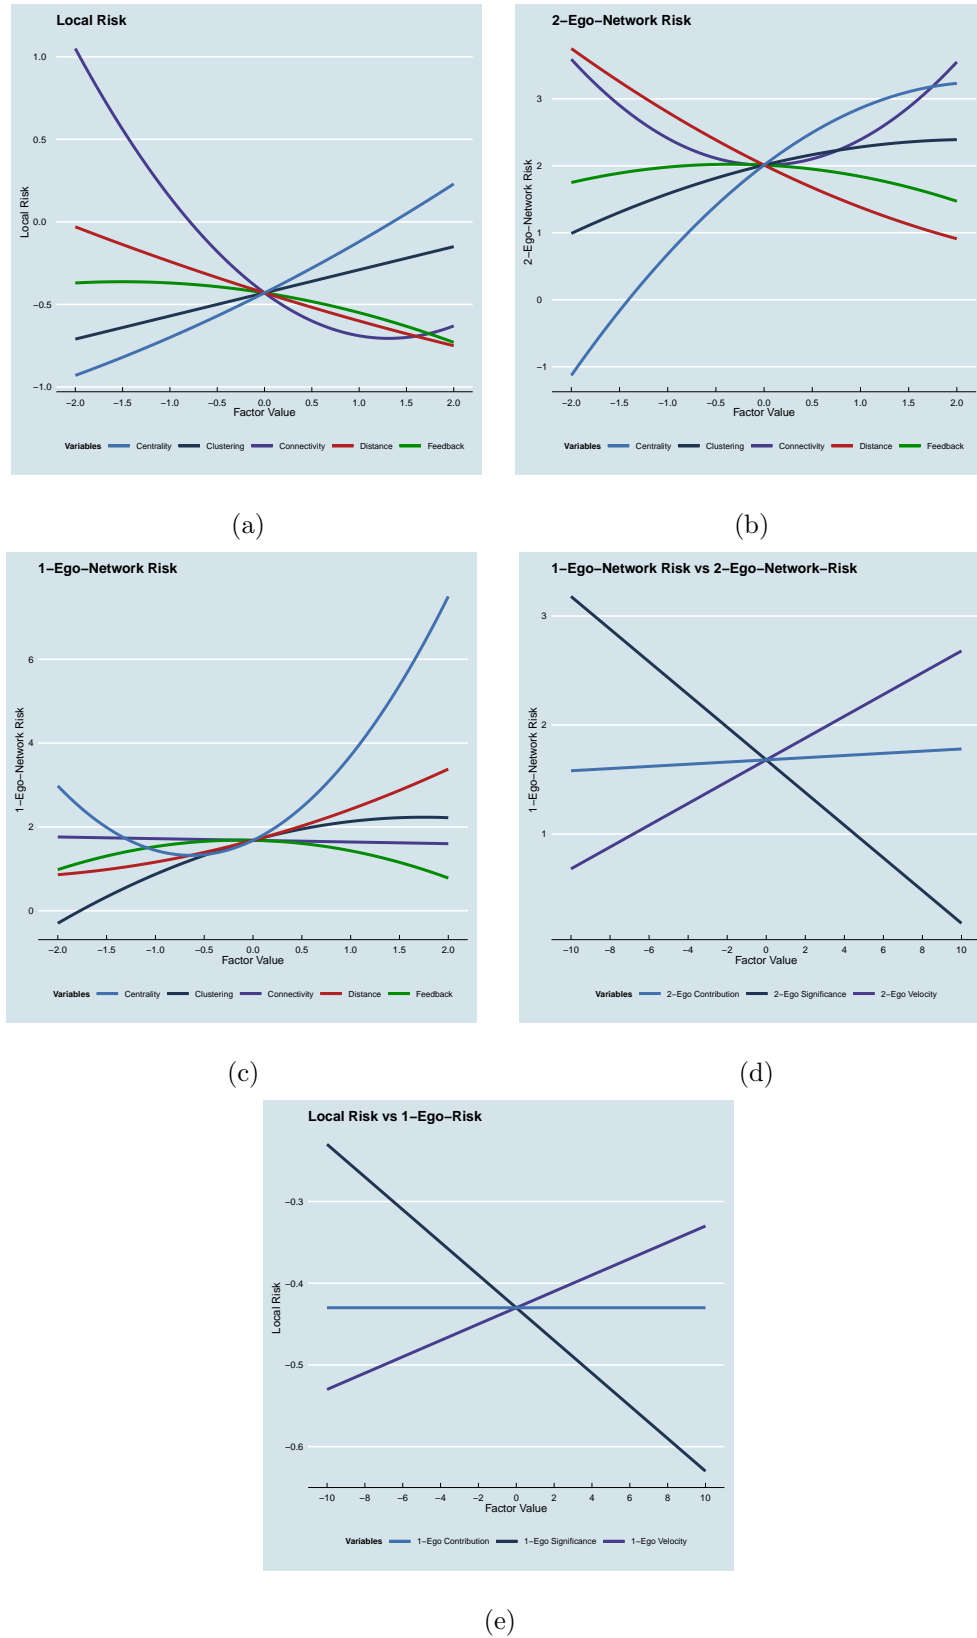 Local Risk
1.0
0.5
0.0
−0.5
−1.0
Local Risk
−2.0 −1.5 −1.0 −0.5 0.0 0.5 1.0 1.5 2.0
Factor Value
Variables Centrality Clustering Connectivity Distance Feedback
(a)
2−Ego−Network Risk
3
2
1
0
−1
2−Ego−Network Risk
−2.0 −1.5 −1.0 −0.5 0.0 0.5 1.0 1.5 2.0
Factor Value
Variables Centrality Clustering Connectivity Distance Feedback
(b)
1−Ego−Network Risk
6
4
2
0
1−Ego−Network Risk
−2.0 −1.5 −1.0 −0.5 0.0 0.5 1.0 1.5 2.0
Factor Value
Variables Centrality Clustering Connectivity Distance Feedback
(c)
1−Ego−Network Risk vs 2−Ego−Network−Risk
3
2
1
1−Ego−Network Risk
−10 −8 −6 −4 −2 0 2 4 6 8 10
Factor Value
Variables 2−Ego Contribution 2−Ego Significance 2−Ego Velocity
(d)
Local Risk vs 1−Ego−Risk
−0.3
−0.4
−0.5
−0.6
Local Risk
−10 −8 −6 −4 −2 0 2 4 6 8 10
Factor Value
Variables 1−Ego Contribution 1−Ego Significance 1−Ego Velocity
(e)